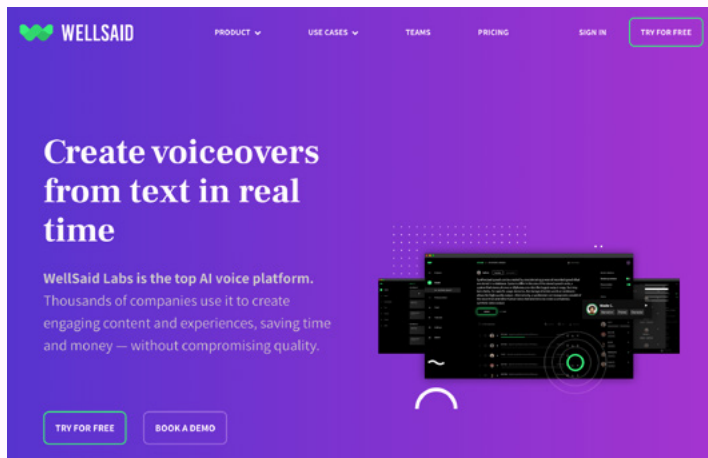 WELLSAID
PRODUCT
USE CASES
TEAMS
PRICING
SIGN IN
TRY FOR FREE
Create voiceovers
from text in real
time
WellSaid Labs is the top AI voice platform.
Thousands of companies use it to create
engaging content and experiences, saving time
and money — without compromising quality.
TRY FOR FREE
BOOK A DEMO